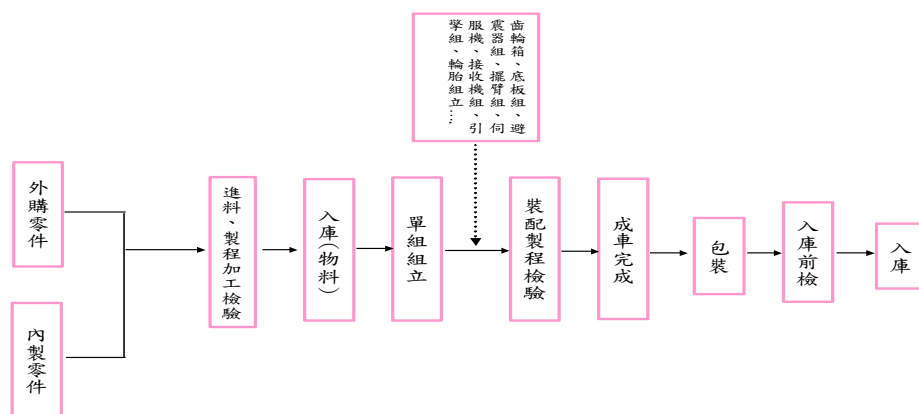 齒輪箱、底板組、避
震器組、擺臂組、伺
服機、接收機組、引
擎組、輪胎組立....
外購零件
內製零件
進料、製程加工檢驗
入庫(物料)
單組組立
裝配製程檢驗
成車完成
包裝
入庫前檢
入庫